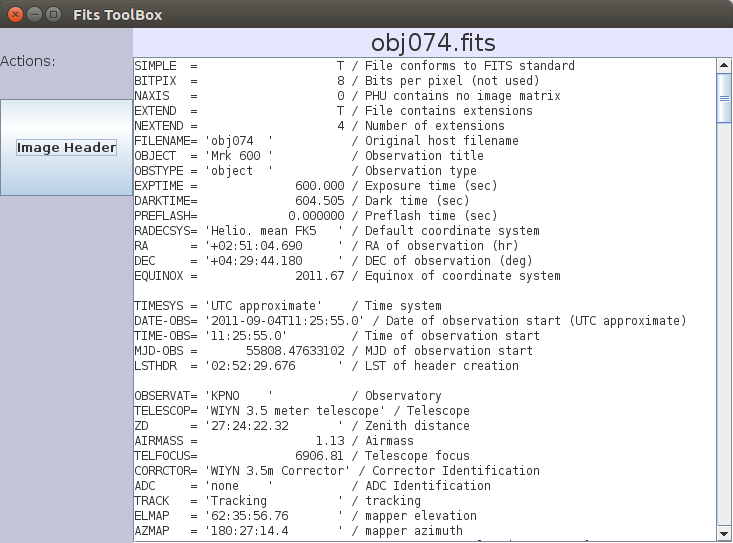 Fits ToolBox
Actions:
Image Header
obj074.fits
SIMPLE  =                    T / File conforms to FITS standard
BITPIX  =                    8 / Bits per pixel (not used)
NAXIS   =                    0 / PHU contains no image matrix
EXTEND  =                    T / File contains extensions
NEXTEND =                    4 / Number of extensions
FILENAME= 'obj074  '           / Original host filename
OBJECT  = 'Mrk 600 '           / Observation title
OBSTYPE = 'object  '           / Observation type
EXPTIME =              600.000 / Exposure time (sec)
DARKTIME=              604.505 / Dark time (sec)
PREFLASH=             0.000000 / Preflash time (sec)
RADECSYS= 'Helio. mean FK5   ' / Default coordinate system
RA      = '+02:51:04.690     ' / RA of observation (hr)
DEC     = '+04:29:44.180     ' / DEC of observation (deg)
EQUINOX =              2011.67 / Equinox of coordinate system
TIMESYS = 'UTC approximate'    / Time system
DATE-OBS= '2011-09-04T11:25:55.0' / Date of observation start (UTC approximate)
TIME-OBS= '11:25:55.0'         / Time of observation start
MJD-OBS =       55808.47633102 / MJD of observation start
LSTHDR  = '02:52:29.676      ' / LST of header creation
OBSERVAT= 'KPNO    '           / Observatory
TELESCOP= 'WIYN 3.5 meter telescope' / Telescope
ZD      = '27:24:22.32       ' / Zenith distance
AIRMASS =                 1.13 / Airmass
TELFOCUS=              6906.81 / Telescope focus
CORRCTOR= 'WIYN 3.5m Corrector' / Corrector Identification
ADC     = 'none    '           / ADC Identification
TRACK   = 'Tracking          ' / tracking
ELMAP   = '62:35:56.76       ' / mapper elevation
AZMAP   = '180:27:14.4       ' / mapper azimuth